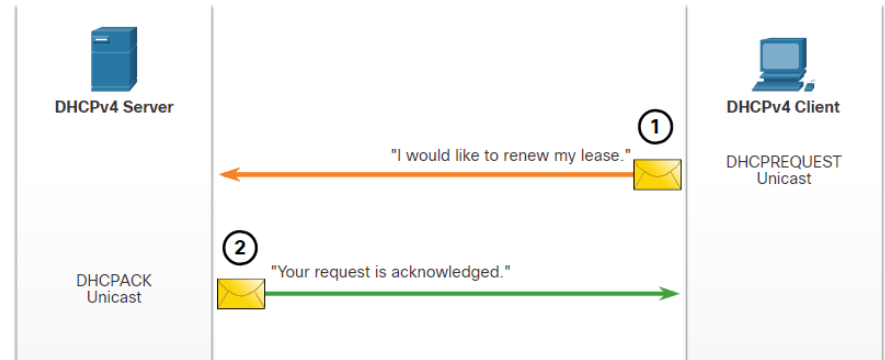 DHCPv4 Server
DHCPv4 Client
1
"I would like to renew my lease."
DHCPREQUEST
Unicast
2
"Your request is acknowledged."
DHCPACK
Unicast